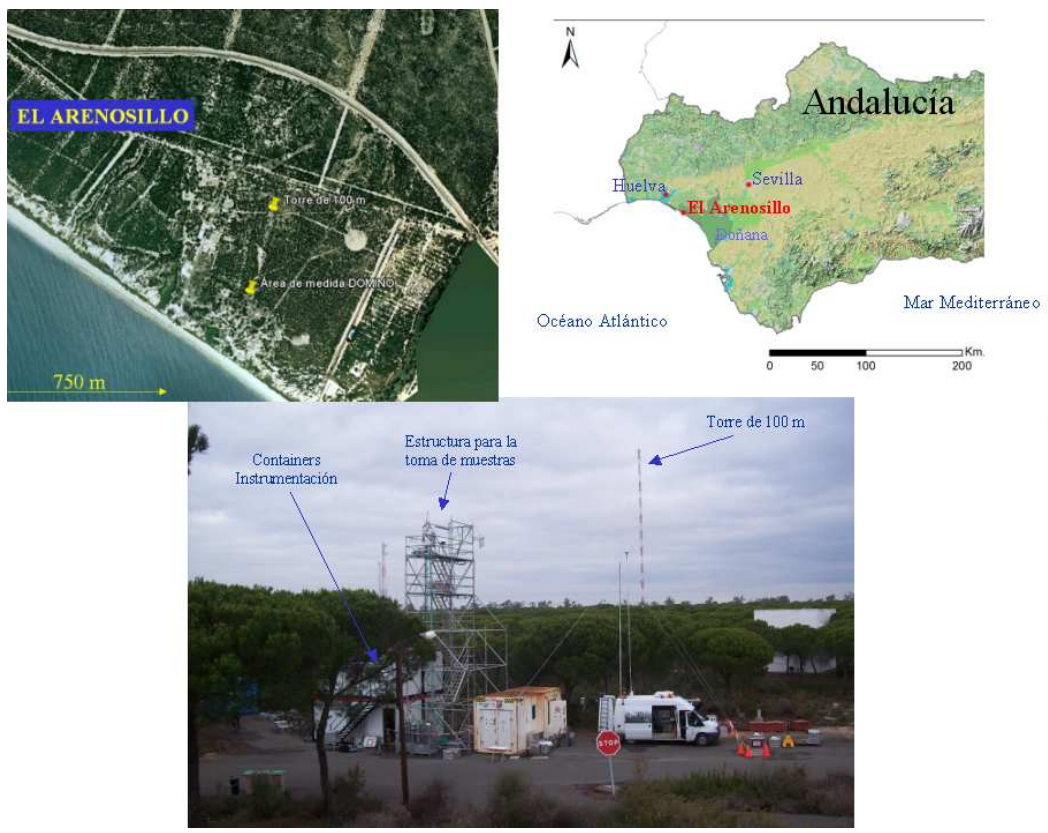 EL ARENOSILLO
Torre de 100 m
Área de medida DOMINO
750 m
N
Andalucía
Huelva
Sevilla
El Arenosillo
Doñana
Océano Atlántico
Mar Mediterráneo
Km.
0 50 100 200
Torre de 100 m
Estructura para la
toma de muestras
Containers
Instrumentación
STOP